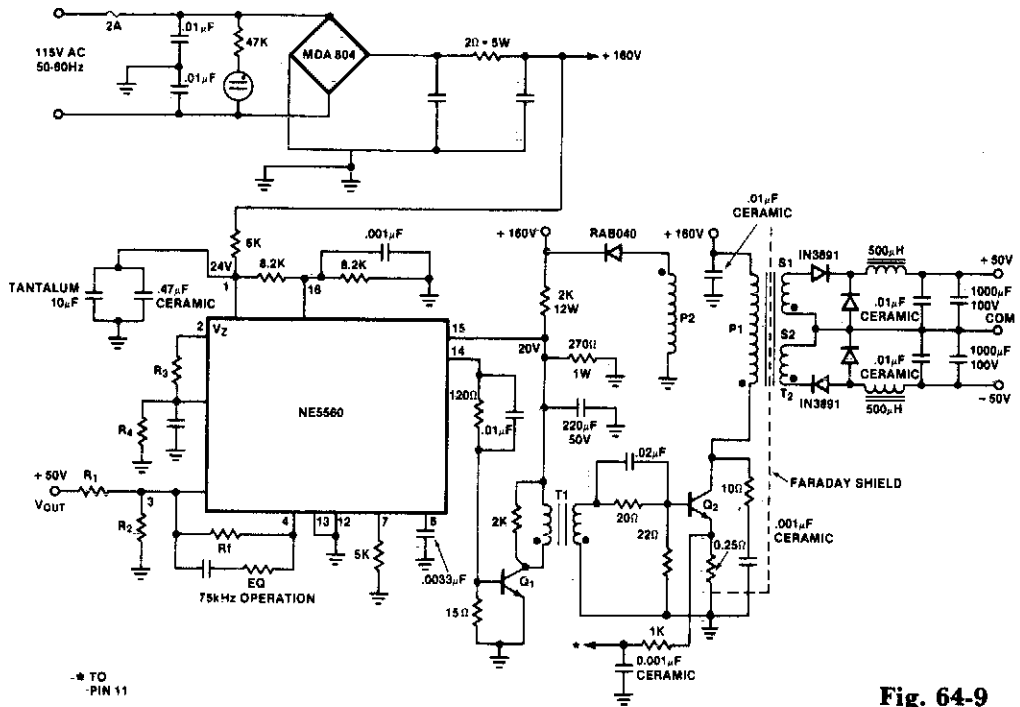 2A
.01µF
47K
MDA 804
2Ω - 5W
+ 160V
115V AC
50-60Hz
.01µF
.01µF
CERAMIC
6K
.001µF
+ 160V
RAB040
+ 160V
24V
8.2K
8.2K
S1
IN3891
500µH
+ 50V
TANTALUM
10µF
.47µF
CERAMIC
1
16
2K
12W
P2
P1
.01µF
CERAMIC
1000µF
100V
COM
2
VZ
15
20V
S2
14
270Ω
1W
.01µF
CERAMIC
1000µF
100V
R3
120Ω
T2
IN3891
500µH
- 50V
NE5560
.01µF
220µF
50V
R4
.02µF
+ 50V
R1
T1
10Ω
FARADAY SHIELD
VOUT
3
2K
20Ω
Q2
R2
4
13
12
7
8
22Ω
0.25Ω
.001µF
CERAMIC
Rf
5K
EQ
.0033µF
Q1
75kHz OPERATION
15Ω
1K
*
0.001µF
CERAMIC
-* TO
-PIN 11
Fig. 64-9